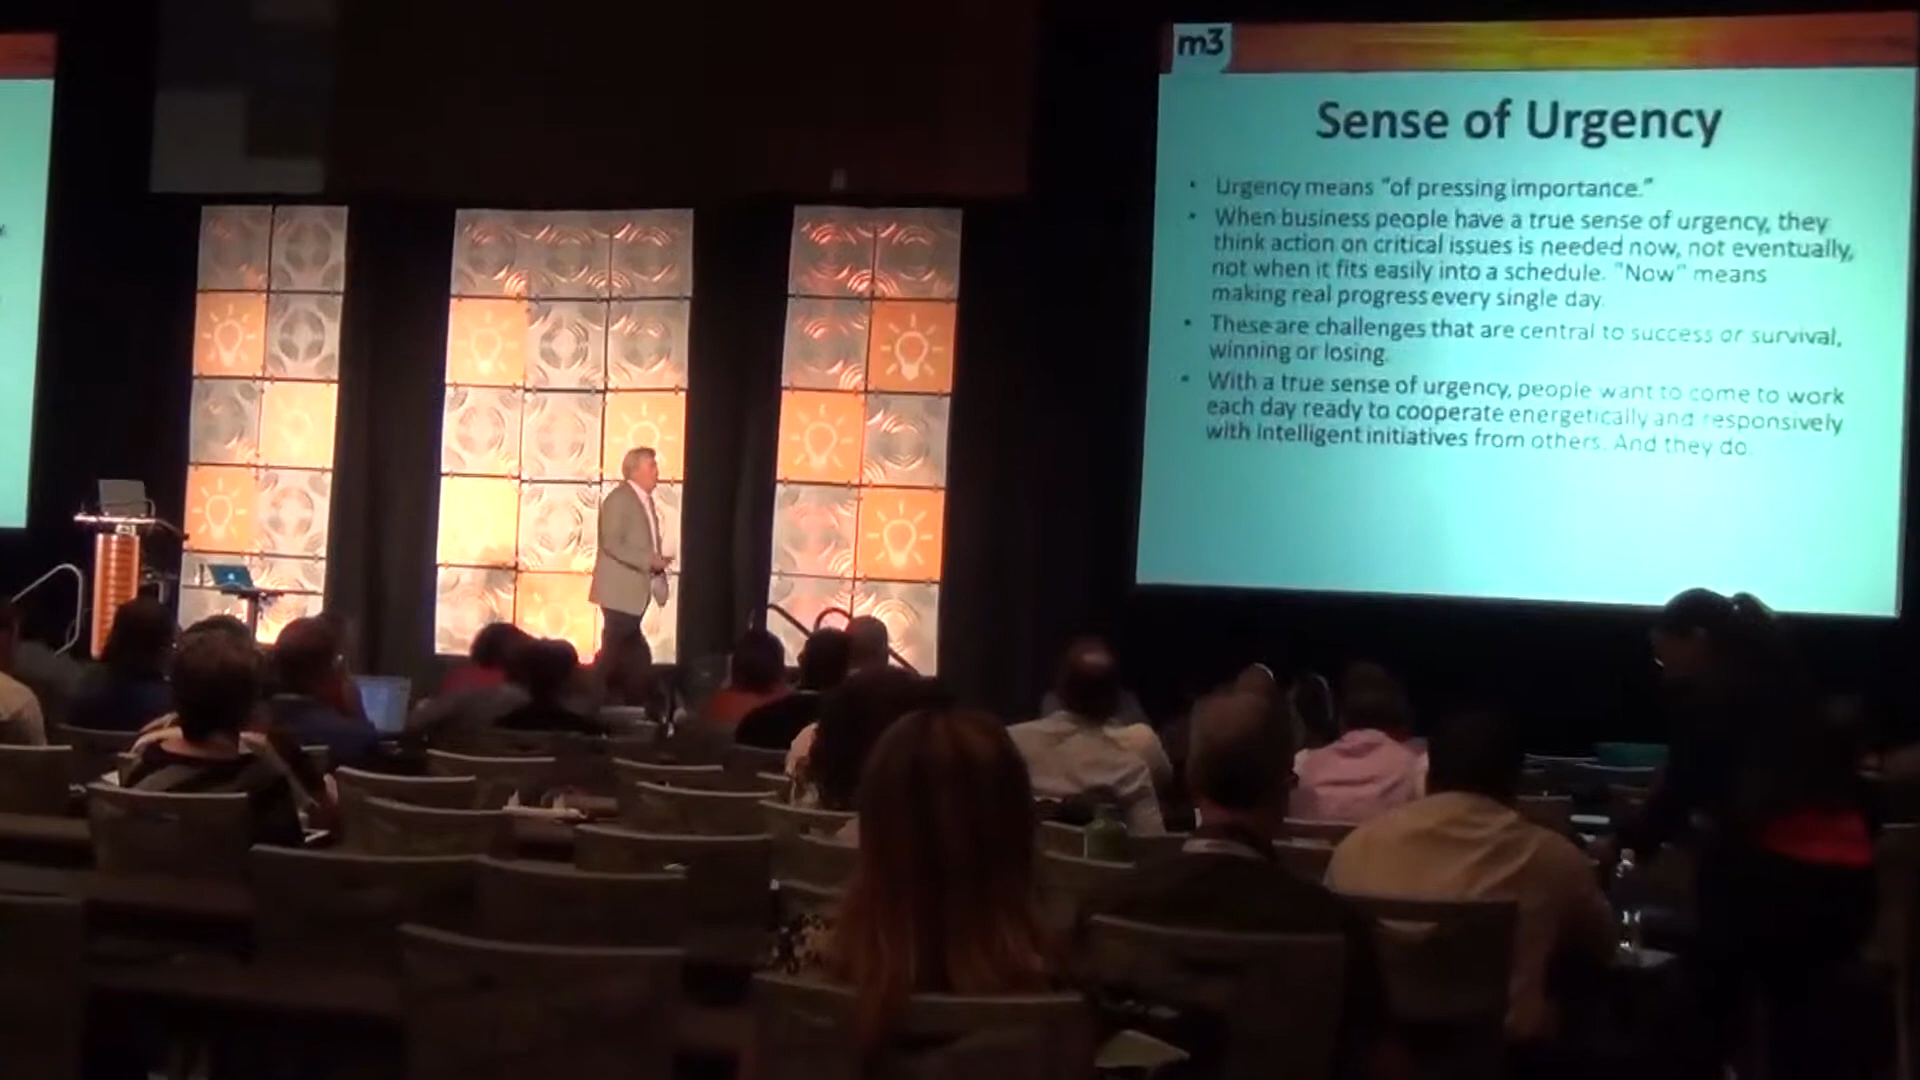 m3
Sense of Urgency
• Urgency means "of pressing importance."
• When business people have a true sense of urgency, they
think action on critical issues is needed now, not eventually,
not when it fits easily into a schedule. "Now" means
making real progress every single day.
• These are challenges that are central to success or survival,
winning or losing.
• With a true sense of urgency, people want to come to work
each day ready to cooperate energetically and responsively
with intelligent initiatives from others. And they do.